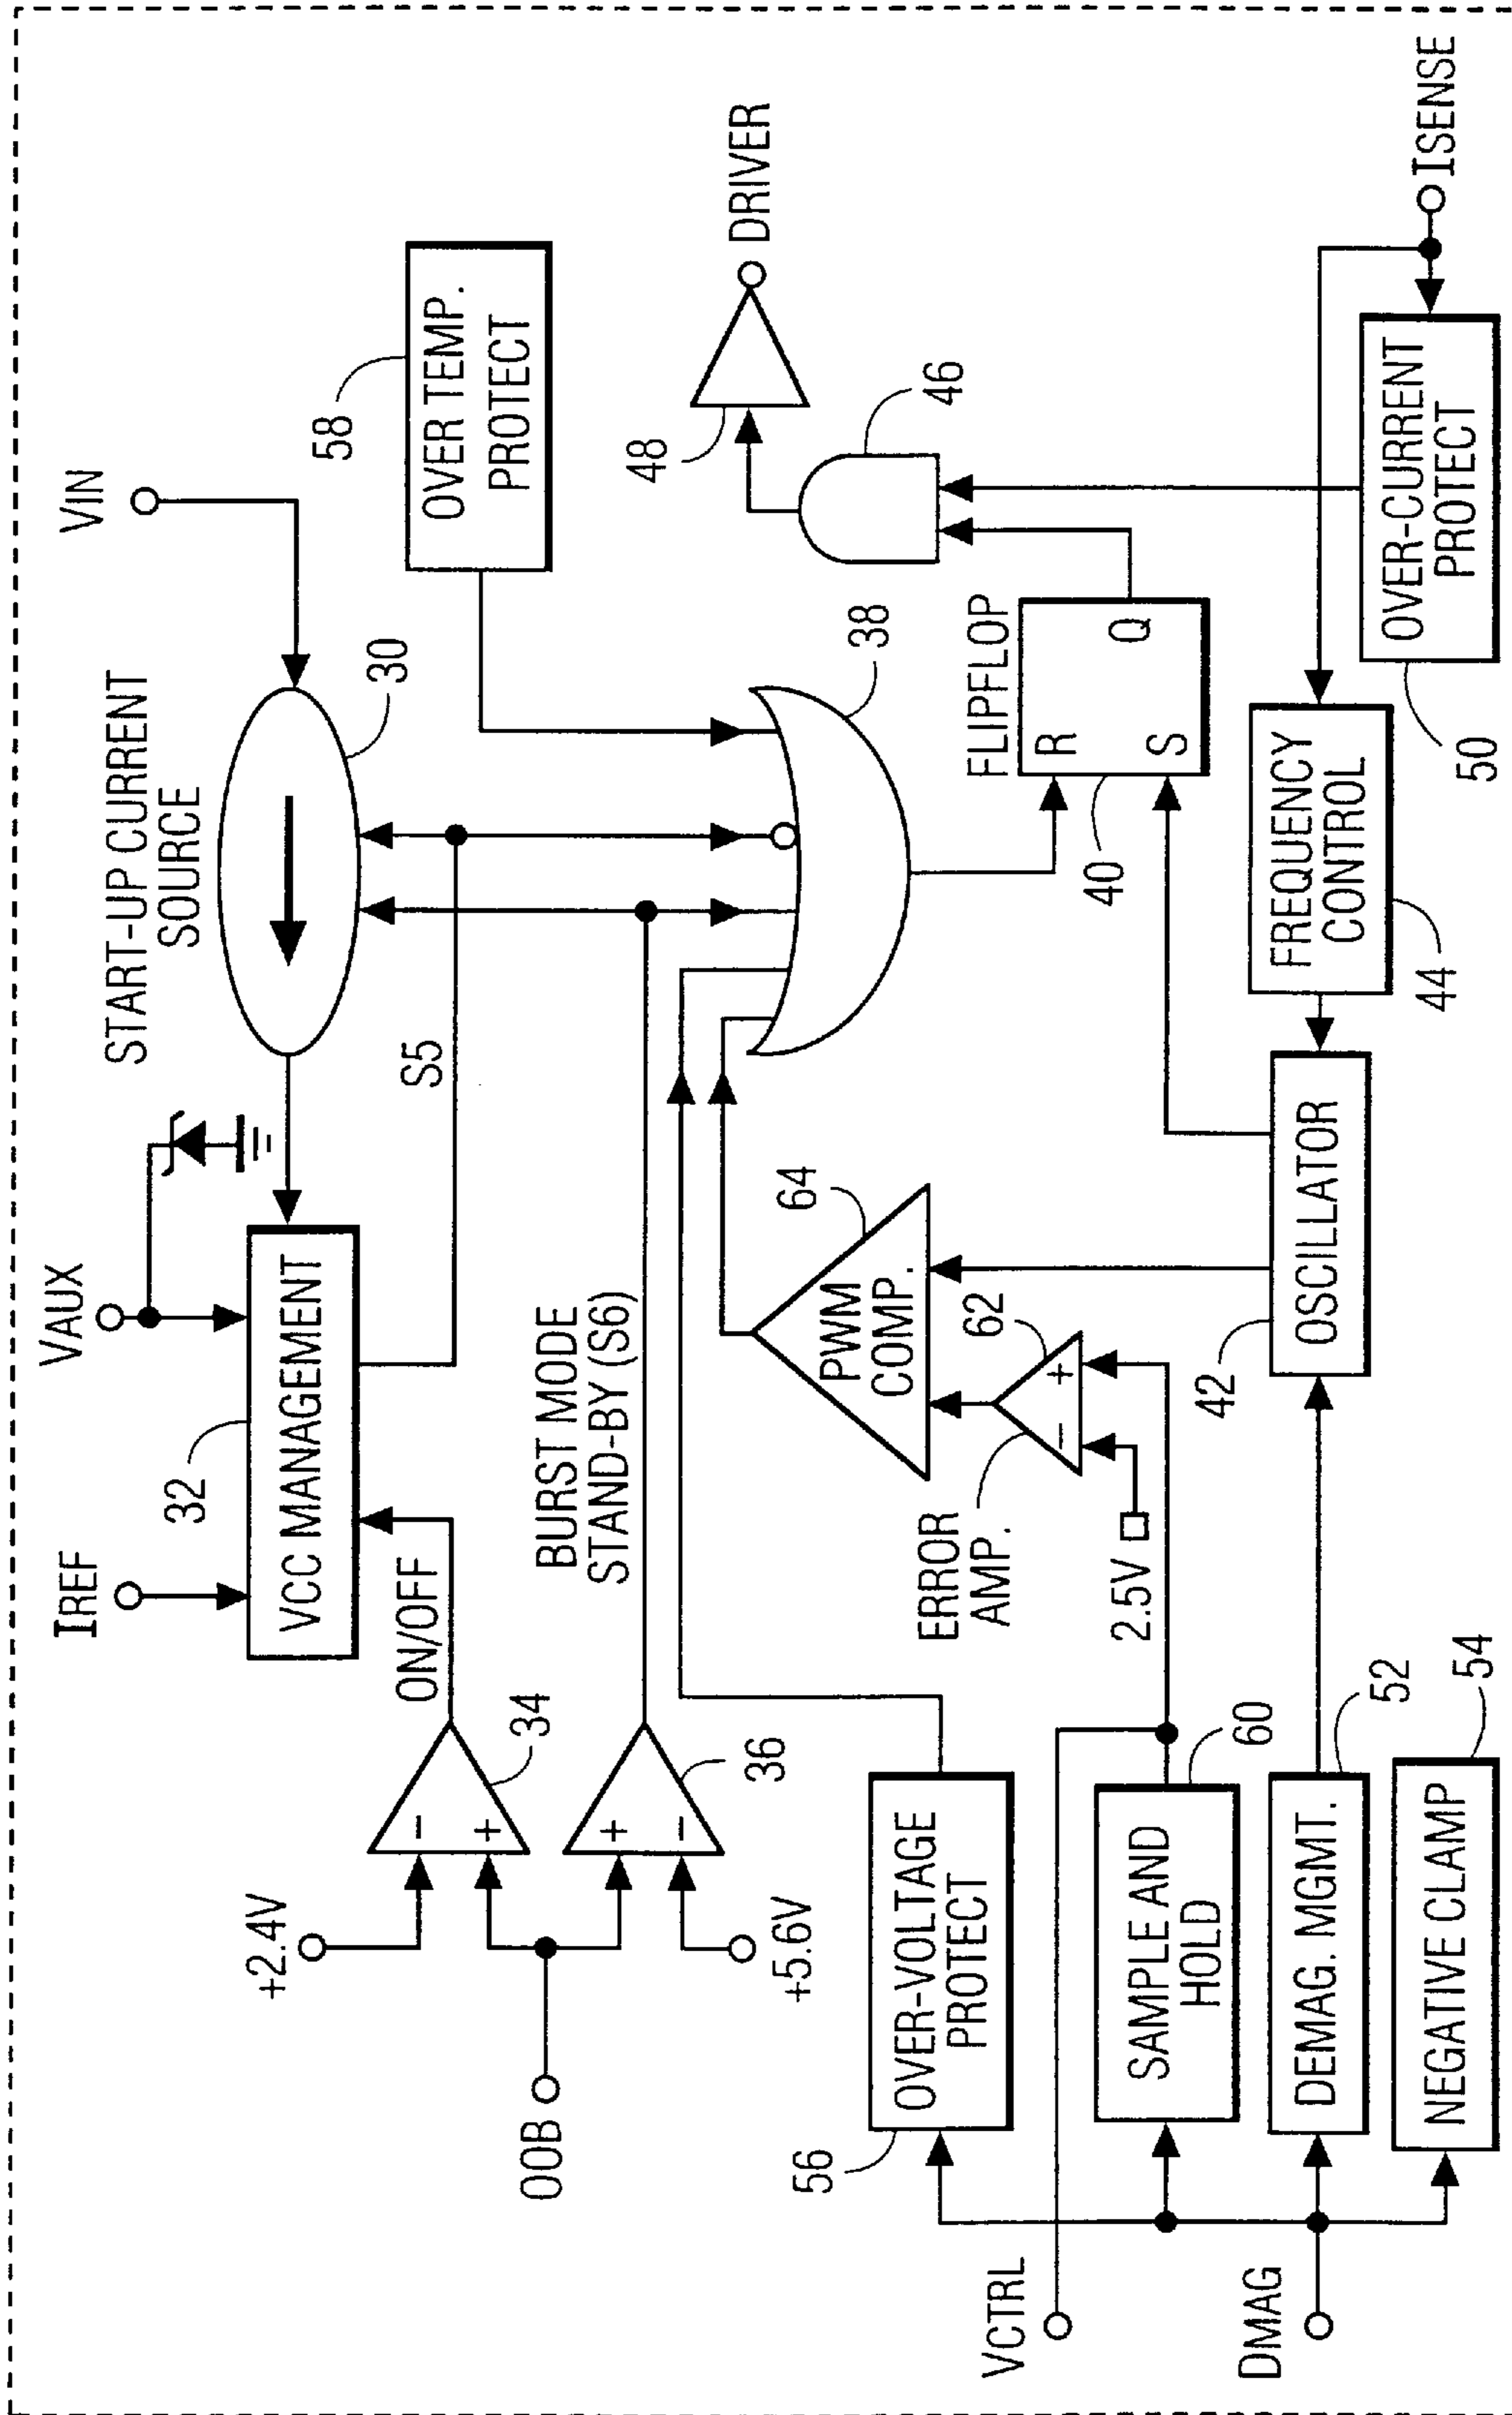 VIN
START-UP CURRENT
SOURCE
30
VAUX
IREF
32
VCC MANAGEMENT
58
OVER TEMP.
PROTECT
S5
ON/OFF
+2.4V
-
+
34
OOB
BURST MODE
STAND-BY (S6)
+
-
36
+5.6V
DRIVER
48
46
38
OVER-VOLTAGE
PROTECT
56
64
PWM
COMP.
62
ERROR
AMP.
-
+
2.5V
FLIPFLOP
R
Q
S
40
VCTRL
SAMPLE AND
HOLD
60
ISENSE
OVER-CURRENT
PROTECT
50
FREQUENCY
CONTROL
44
OSCILLATOR
42
DMAG
DEMAG. MGMT.
52
NEGATIVE CLAMP
54